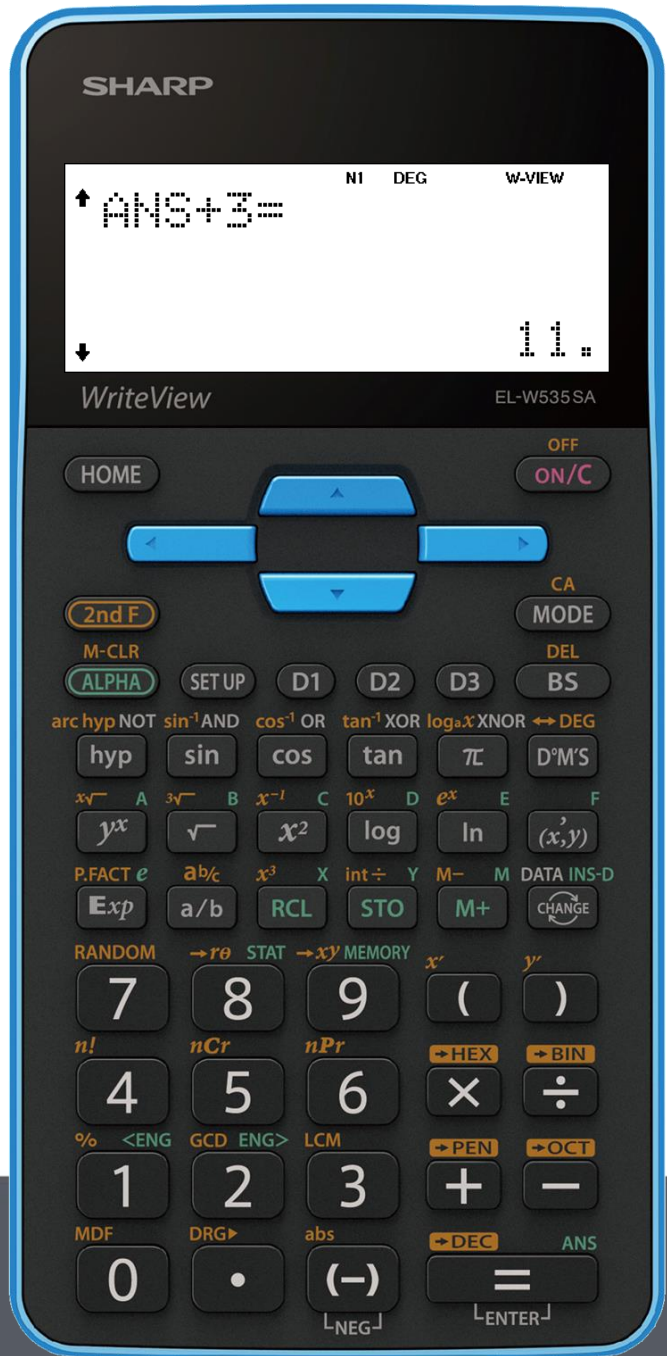 SHARP
N1 DEG W-VIEW
ANS+3=
11.
WriteView EL-W535SA
OFF
HOME ON/C
CA
2nd F MODE
M-CLR DEL
ALPHA SET UP D1 D2 D3 BS
arc hyp NOT sin⁻¹ AND cos⁻¹ OR tan⁻¹ XOR logₐx XNOR ↔DEG
hyp sin cos tan π D°M'S
ˣ√ A ³√ B x⁻¹ C 10ˣ D eˣ E F
yˣ √ x² log ln (x,y)
P.FACT e ab/c x³ X int÷ Y M− M DATA INS-D
Exp a/b RCL STO M+ CHANGE
RANDOM →rθ STAT →xy MEMORY x′ y′
7 8 9 ( )
n! nCr nPr →HEX →BIN
4 5 6 × ÷
% <ENG GCD ENG> LCM →PEN →OCT
1 2 3 + −
MDF DRG▶ abs →DEC ANS
0 • (−) =
NEG ENTER